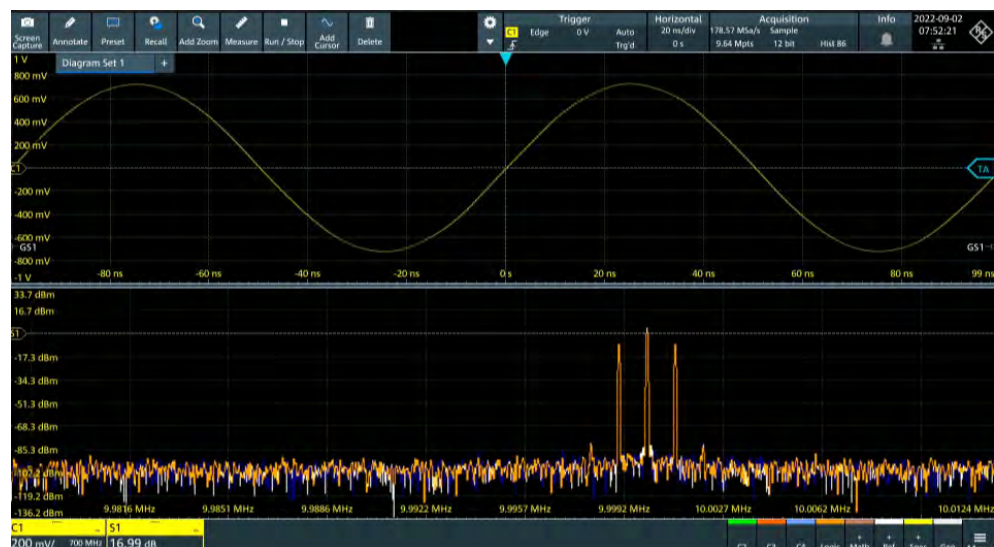 Trigger Horizontal Acquisition Info 2022-09-02
C1 Edge 0 V Auto 20 ns/div 178.57 MSa/s Sample 07:52:21
Screen Capture Annotate Preset Recall Add Zoom Measure Run / Stop Add Cursor Delete
Trg'd 0 s 9.64 Mpts 12 bit Hist 86
1 V
Diagram Set 1 +
800 mV
600 mV
400 mV
200 mV
C1
TA
-200 mV
-400 mV
-600 mV
GS1 GS1
-800 mV
-1 V -80 ns -60 ns -40 ns -20 ns 0 s 20 ns 40 ns 60 ns 80 ns 99 ns
33.7 dBm
16.7 dBm
S1
-17.3 dBm
-34.3 dBm
-51.3 dBm
-68.3 dBm
-85.3 dBm
-102.2 dBm
-119.2 dBm
-136.2 dBm 9.9816 MHz 9.9851 MHz 9.9886 MHz 9.9922 MHz 9.9957 MHz 9.9992 MHz 10.0027 MHz 10.0062 MHz 10.0124 MHz
C1 S1
200 mV/ 700 MHz 16.99 dB